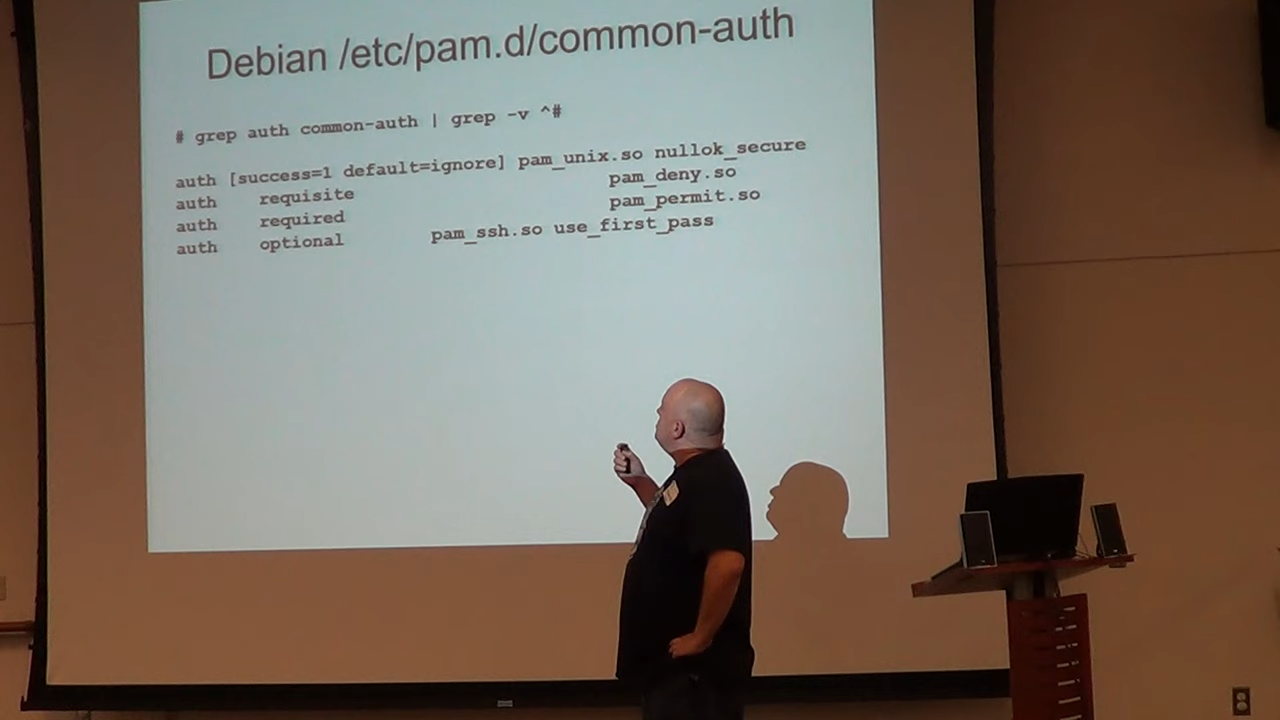 Debian /etc/pam.d/common-auth
# grep auth common-auth | grep -v ^#
auth [success=1 default=ignore] pam_unix.so nullok_secure
auth requisite pam_deny.so
auth required pam_permit.so
auth optional pam_ssh.so use_first_pass